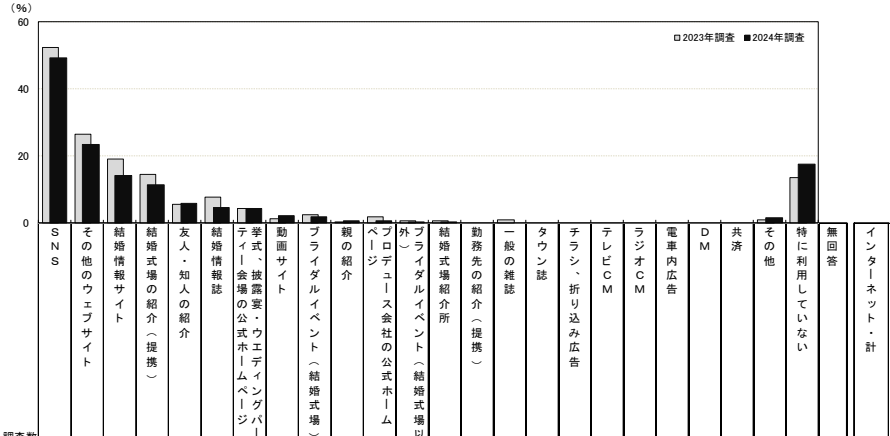 (%)
60
40
20
0
□2023年調査 ■2024年調査
SNS
その他のウェブサイト
結婚情報サイト
結婚式場の紹介（提携）
友人・知人の紹介
結婚情報誌
挙式、披露宴・ウエディングパー
ティー会場の公式ホームページ
動画サイト
ブライダルイベント（結婚式場）
親の紹介
プロデュース会社の公式ホーム
ページ
ブライダルイベント（結婚式場以
外）
結婚式場紹介所
勤務先の紹介（提携）
一般の雑誌
タウン誌
チラシ、折り込み広告
テレビCM
ラジオCM
電車内広告
DM
共済
その他
特に利用していない
無回答
インターネット・計
調査数